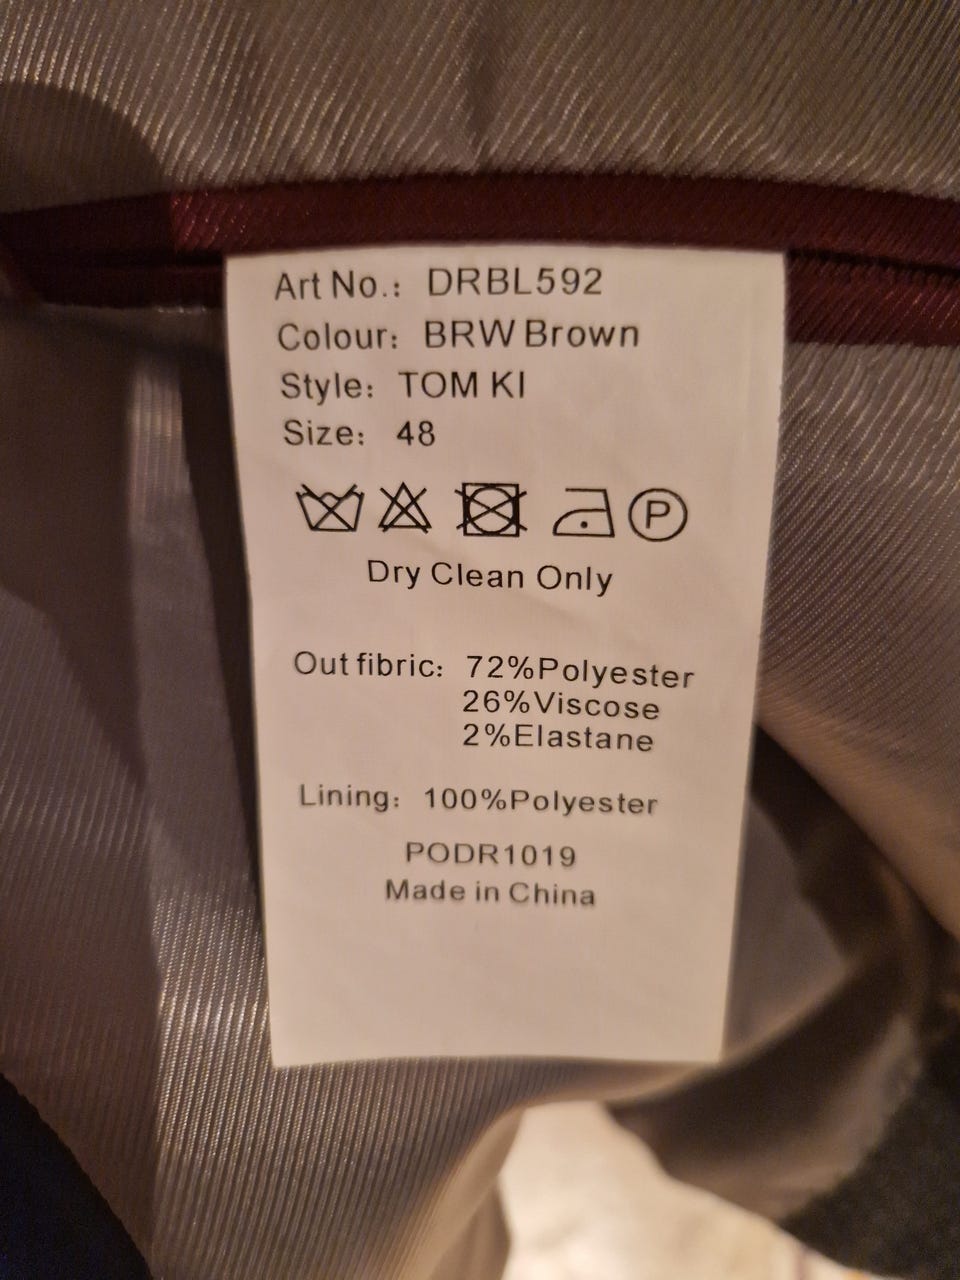 Art No.: DRBL592
Colour: BRW Brown
Style: TOM KI
Size: 48
P
Dry Clean Only
Out fibric: 72%Polyester
26%Viscose
2%Elastane
Lining: 100%Polyester
PODR1019
Made in China